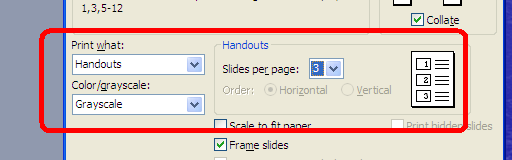 1,3,5-12
Collate
Print what:
Handouts
Handouts
Slides per page: 3
Order: Horizontal Vertical
1
2
3
Color/grayscale:
Grayscale
Scale to fit paper
Print hidden slides
Frame slides